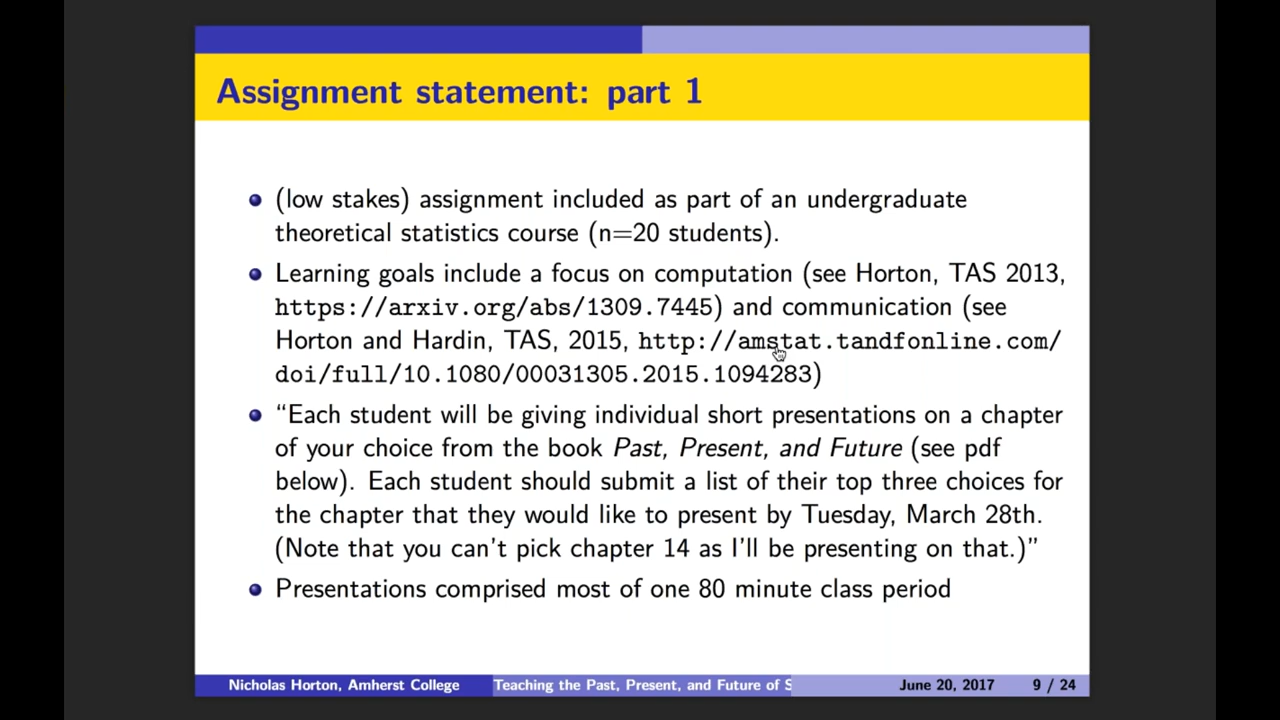 Assignment statement: part 1
(low stakes) assignment included as part of an undergraduate
theoretical statistics course (n=20 students).
Learning goals include a focus on computation (see Horton, TAS 2013,
https://arxiv.org/abs/1309.7445) and communication (see
Horton and Hardin, TAS, 2015, http://amstat.tandfonline.com/
doi/full/10.1080/00031305.2015.1094283)
“Each student will be giving individual short presentations on a chapter
of your choice from the book Past, Present, and Future (see pdf
below). Each student should submit a list of their top three choices for
the chapter that they would like to present by Tuesday, March 28th.
(Note that you can’t pick chapter 14 as I’ll be presenting on that.)”
Presentations comprised most of one 80 minute class period
Nicholas Horton, Amherst College Teaching the Past, Present, and Future of S June 20, 2017 9 / 24